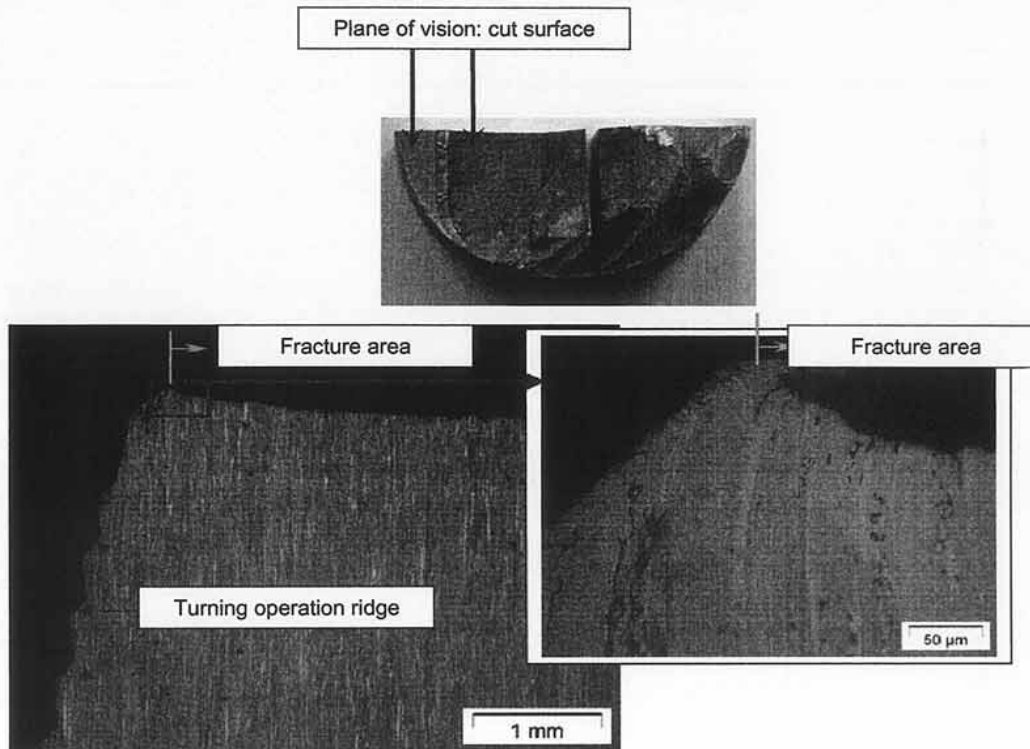 Plane of vision: cut surface
Fracture area
Fracture area
Turning operation ridge
50 µm
1 mm